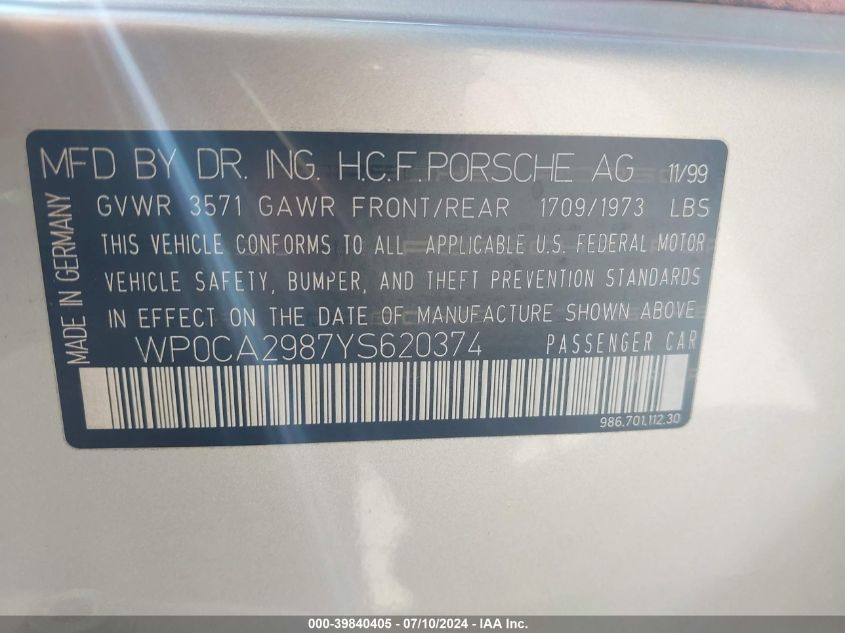 MFD BY DR. ING. H.C.F. PORSCHE AG 11/99
GVWR 3571 GAWR FRONT/REAR 1709/1973 LBS
THIS VEHICLE CONFORMS TO ALL APPLICABLE U.S. FEDERAL MOTOR
VEHICLE SAFETY, BUMPER, AND THEFT PREVENTION STANDARDS
IN EFFECT ON THE DATE OF MANUFACTURE SHOWN ABOVE
WP0CA2987YS620374 PASSENGER CAR
986.701.112.30
MADE IN GERMANY
000-39840405 - 07/10/2024 - IAA Inc.